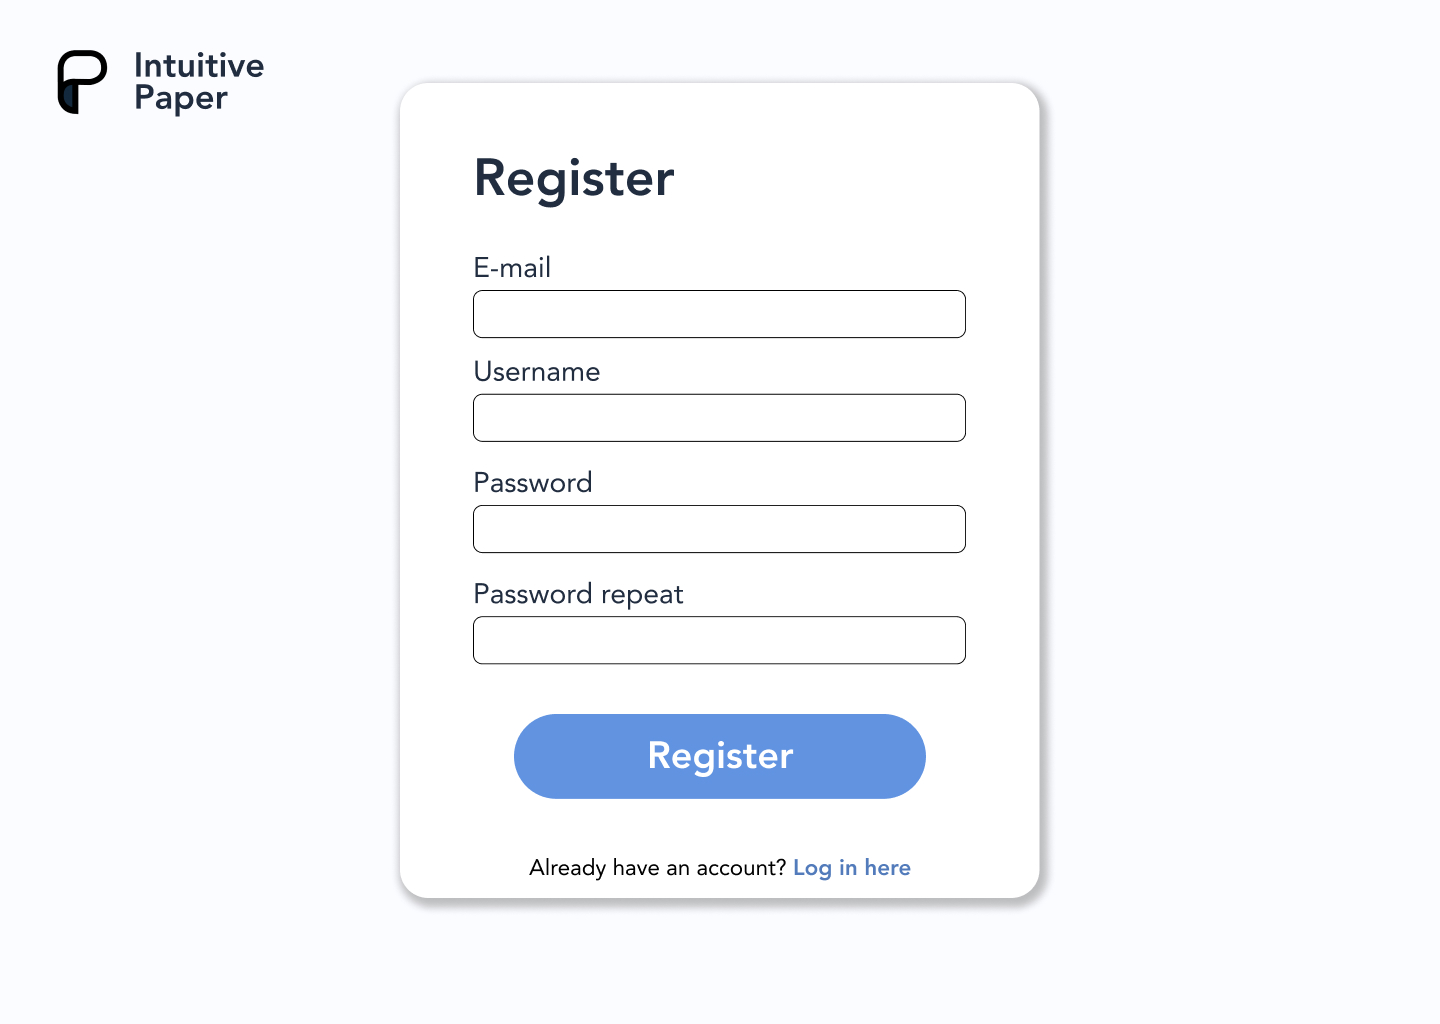 Intuitive
Paper
Register
E-mail
Username
Password
Password repeat
Register
Already have an account? Log in here